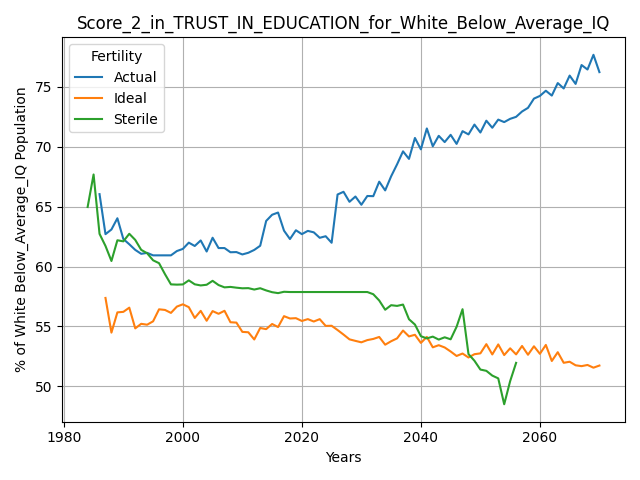 Score_2_in_TRUST_IN_EDUCATION_for_White_Below_Average_IQ
Fertility
Actual
Ideal
Sterile
% of White Below_Average_IQ Population
75
70
65
60
55
50
1980
2000
2020
2040
2060
Years